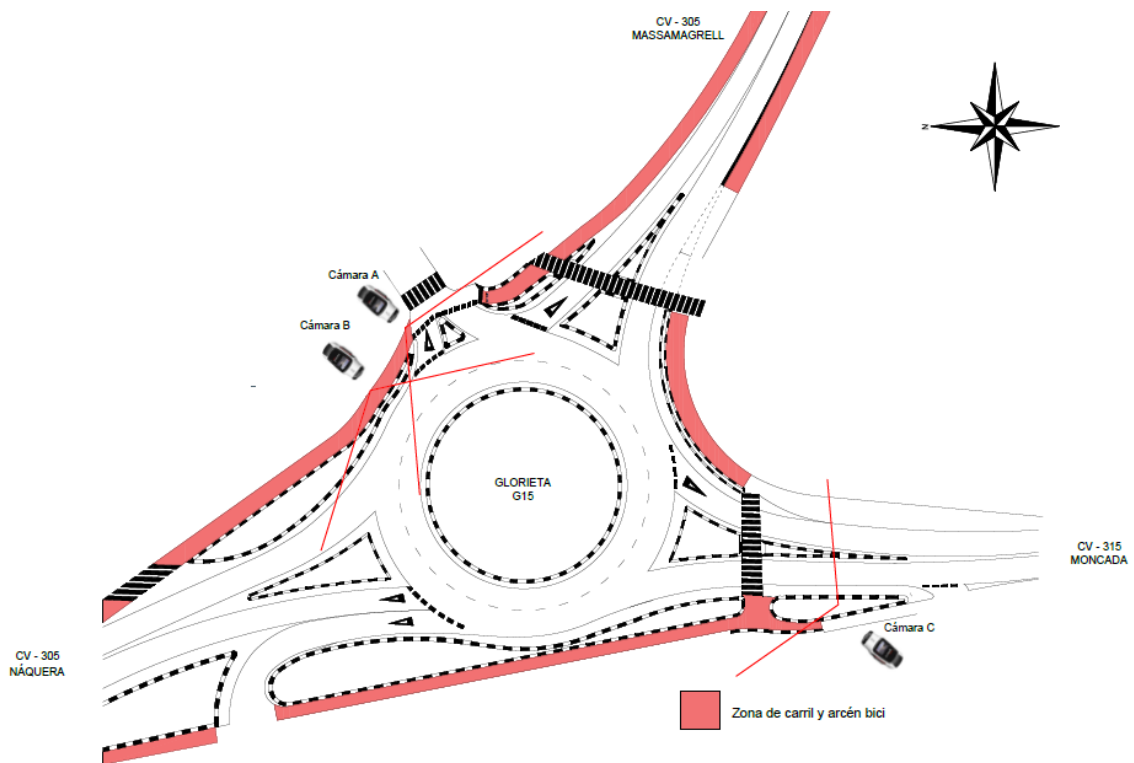 CV - 305
MASSAMAGRELL
N
Cámara A
Cámara B
GLORIETA
G15
CV - 315
MONCADA
Cámara C
CV - 305
NÁQUERA
Zona de carril y arcén bici